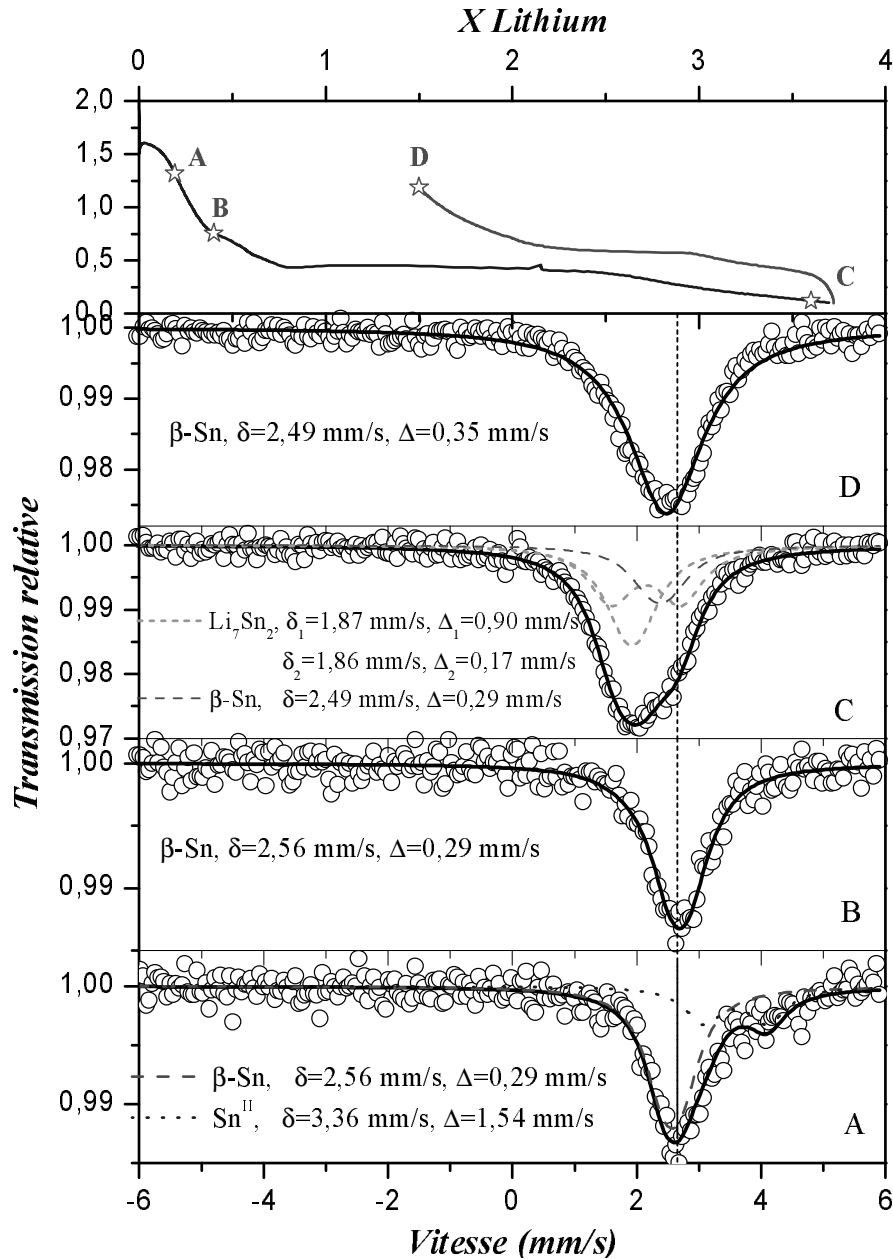 X Lithium
0 1 2 3 4
2,0
1,5
1,0
0,5
0,0
A
B
D
C
Transmission relative
1,00
0,99
0,98
β-Sn, δ=2,49 mm/s, Δ=0,35 mm/s
D
1,00
0,99
0,98
0,97
Li₇Sn₂, δ₁=1,87 mm/s, Δ₁=0,90 mm/s
δ₂=1,86 mm/s, Δ₂=0,17 mm/s
β-Sn, δ=2,49 mm/s, Δ=0,29 mm/s
C
1,00
0,99
β-Sn, δ=2,56 mm/s, Δ=0,29 mm/s
B
1,00
0,99
β-Sn, δ=2,56 mm/s, Δ=0,29 mm/s
Snᴵᴵ, δ=3,36 mm/s, Δ=1,54 mm/s
A
-6 -4 -2 0 2 4 6
Vitesse (mm/s)